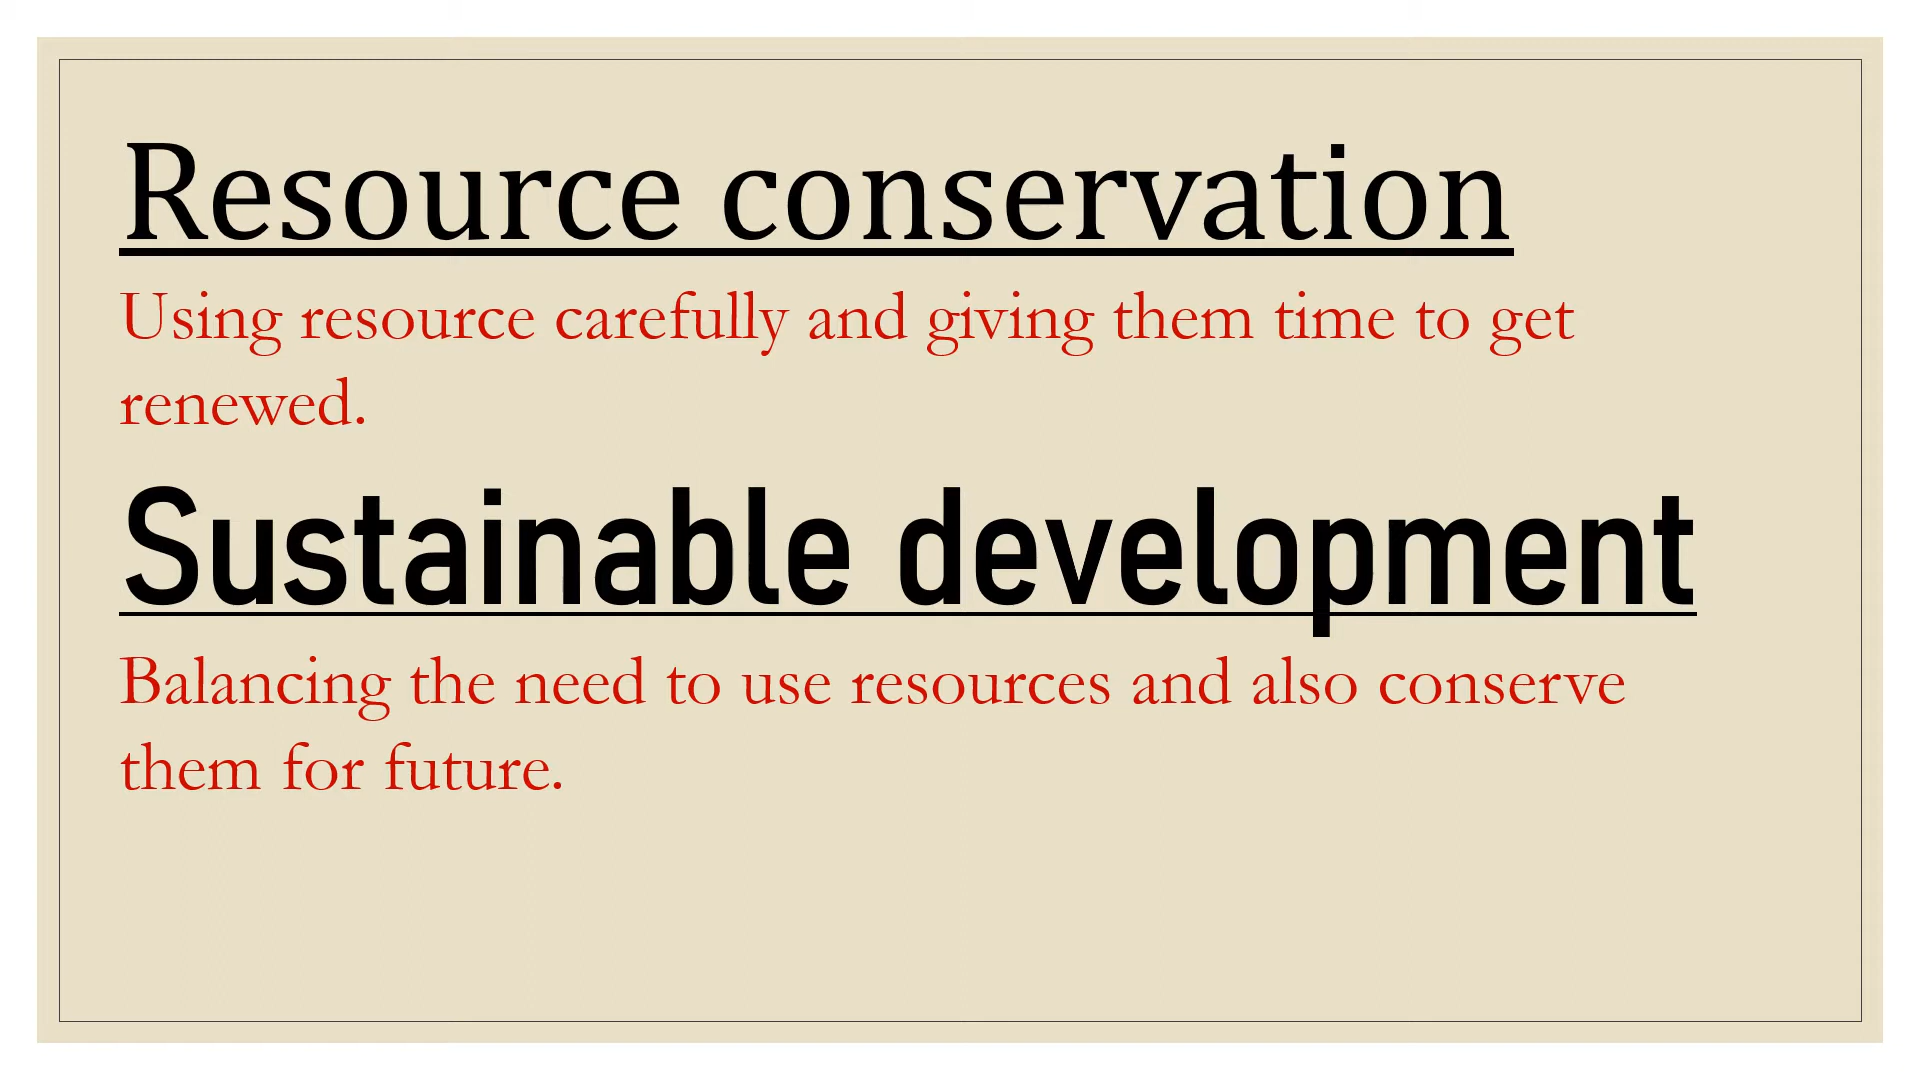 Resource conservation
Using resource carefully and giving them time to get
renewed.
Sustainable development
Balancing the need to use resources and also conserve
them for future.